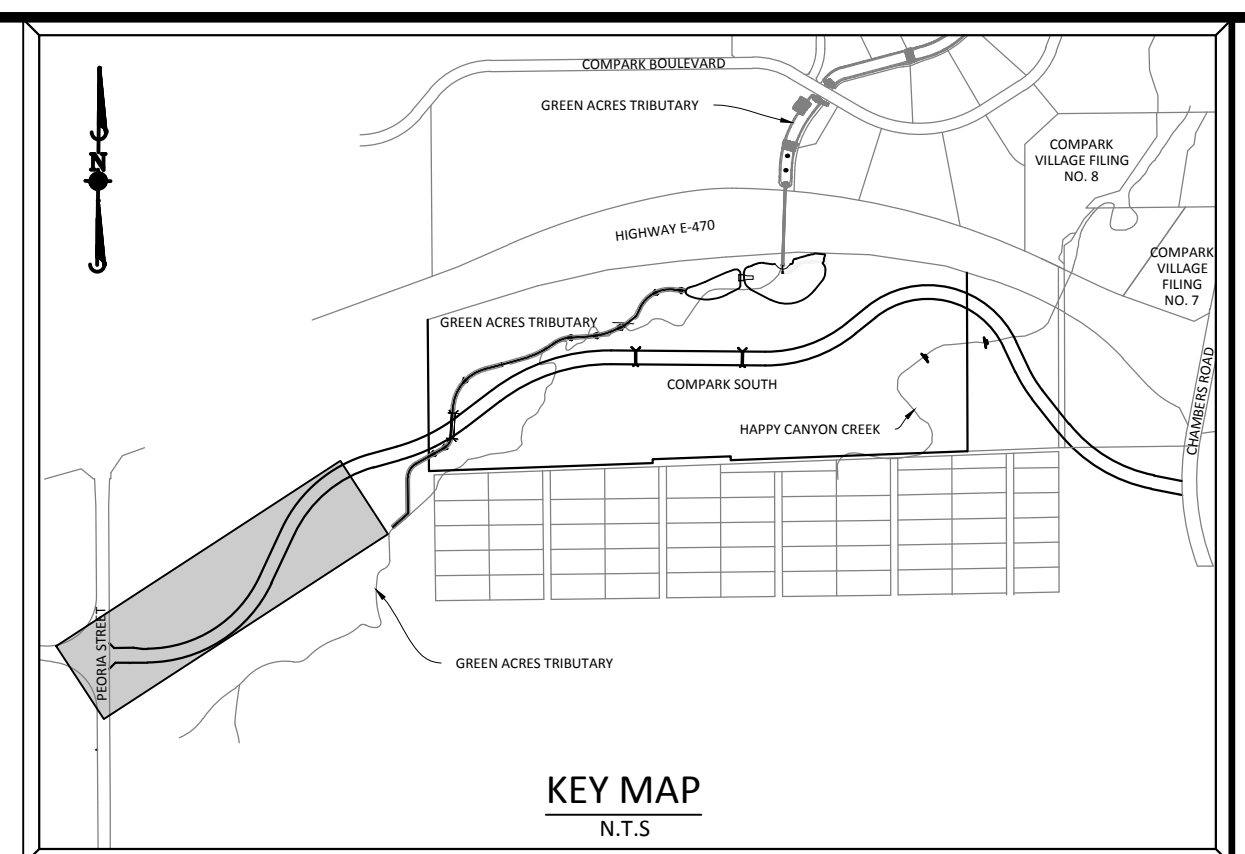 COMPARK BOULEVARD
GREEN ACRES TRIBUTARY
N
COMPARK
VILLAGE FILING
NO. 8
HIGHWAY E-470
COMPARK
VILLAGE
FILING
NO. 7
GREEN ACRES TRIBUTARY
COMPARK SOUTH
CHAMBERS ROAD
HAPPY CANYON CREEK
PEORIA STREET
GREEN ACRES TRIBUTARY
KEY MAP
N.T.S